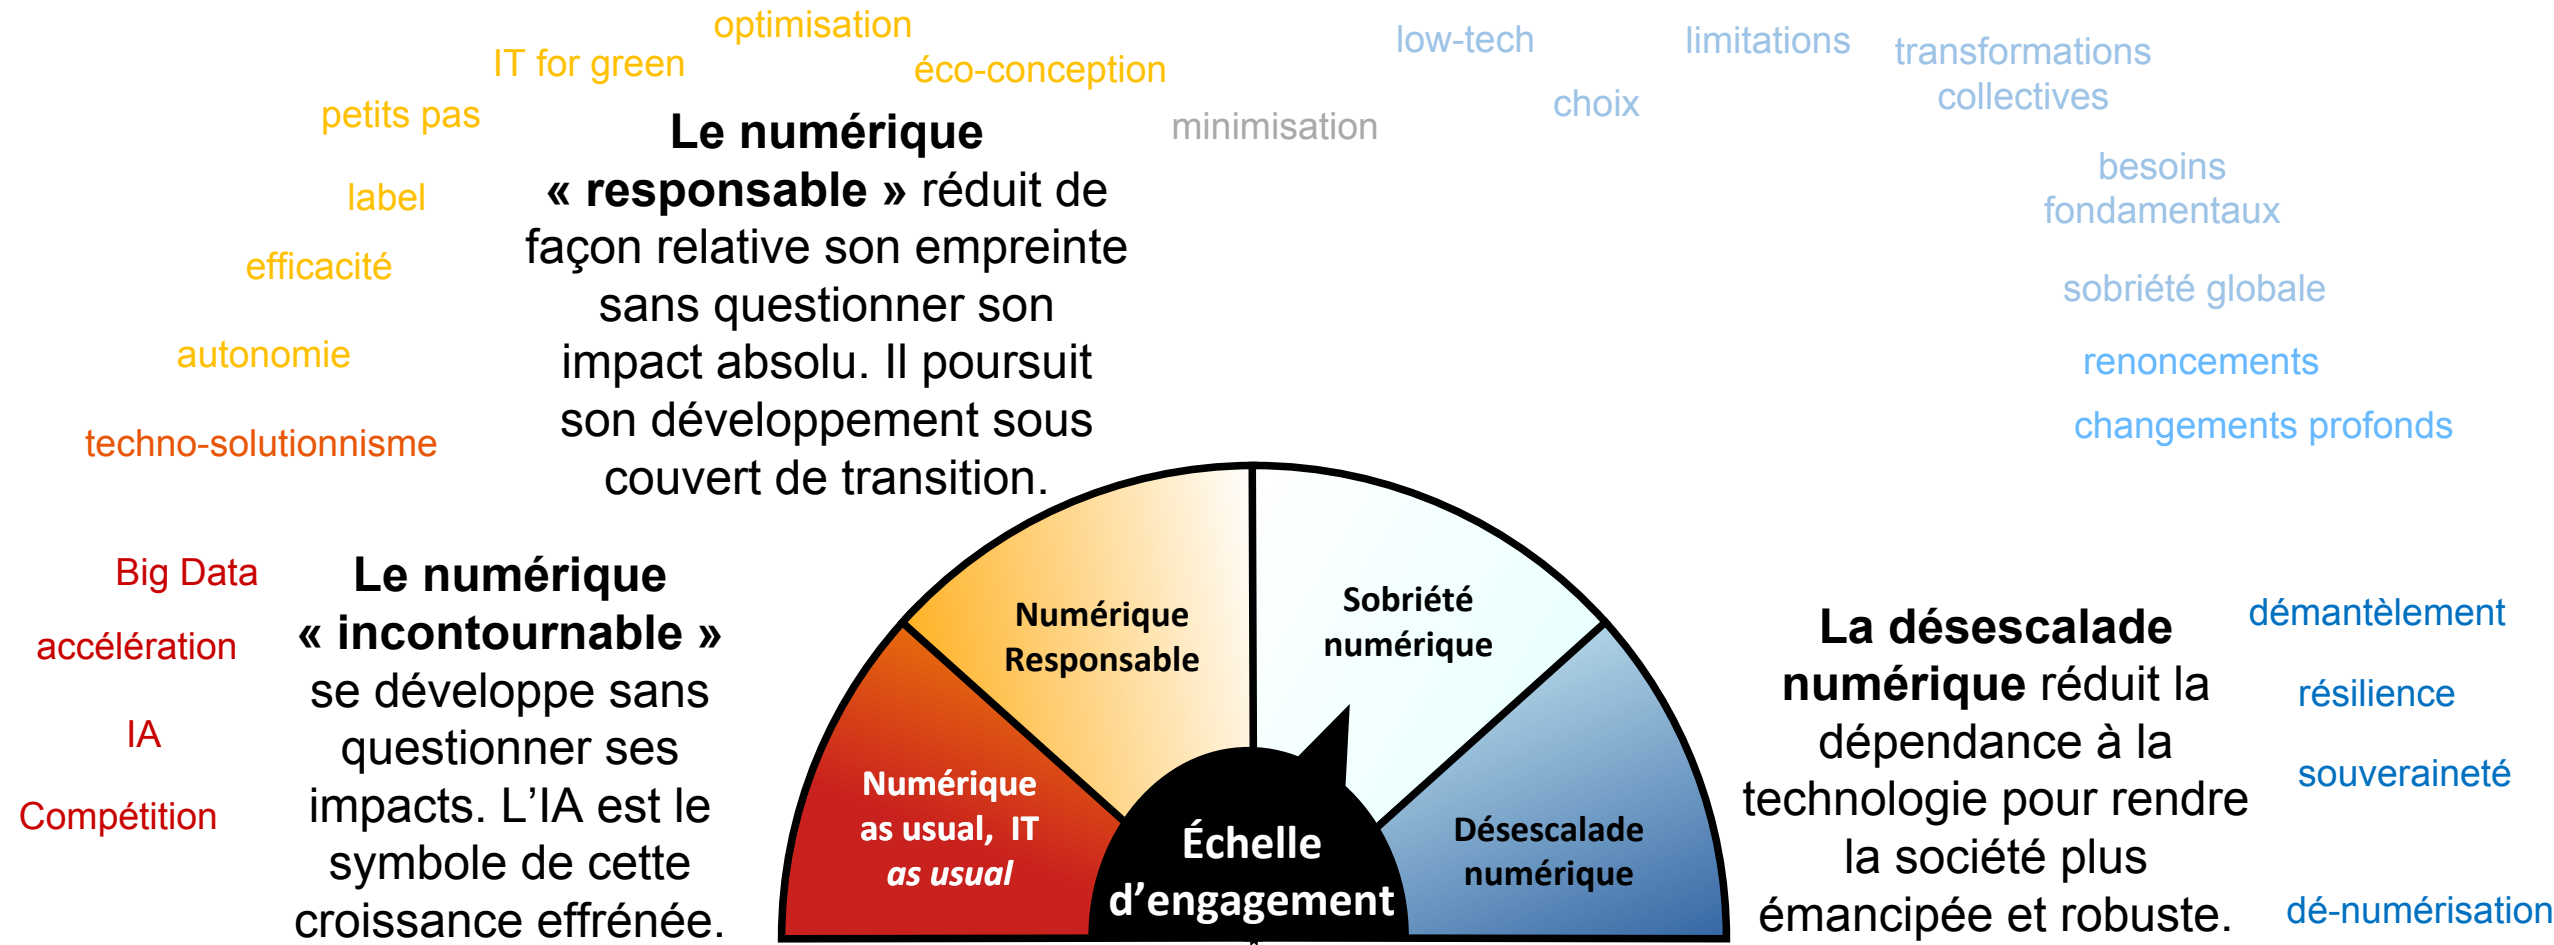 optimisation
IT for green
éco-conception
petits pas
label
efficacité
autonomie
techno-solutionnisme
Le numérique
« responsable » réduit de
façon relative son empreinte
sans questionner son
impact absolu. Il poursuit
son développement sous
couvert de transition.
minimisation
low-tech
choix
limitations
transformations
collectives
besoins
fondamentaux
sobriété globale
renoncements
changements profonds
Big Data
accélération
IA
Compétition
Le numérique
« incontournable »
se développe sans
questionner ses
impacts. L’IA est le
symbole de cette
croissance effrénée.
Numérique
as usual, IT
as usual
Numérique
Responsable
Sobriété
numérique
Désescalade
numérique
Échelle
d’engagement
La désescalade
numérique réduit la
dépendance à la
technologie pour rendre
la société plus
émancipée et robuste.
démantèlement
résilience
souveraineté
dé-numérisation